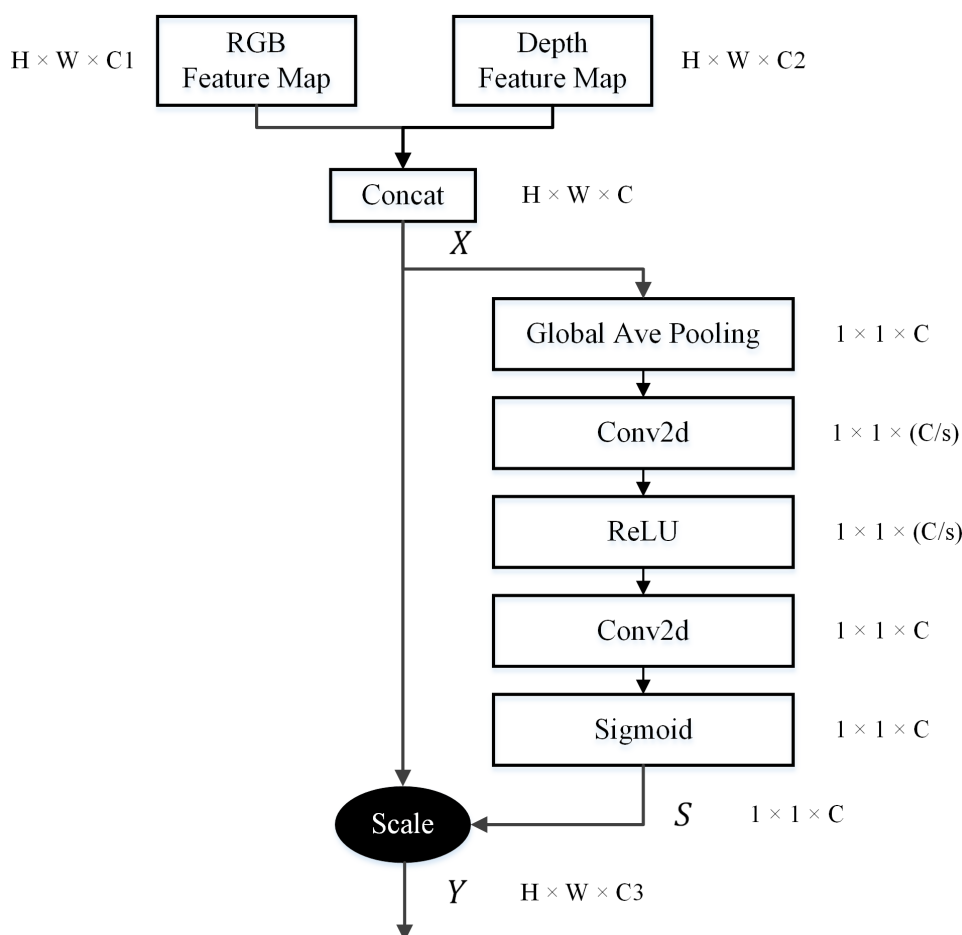 H × W × C1
RGB
Feature Map
Depth
Feature Map
H × W × C2
Concat
H × W × C
X
Global Ave Pooling
1 × 1 × C
Conv2d
1 × 1 × (C/s)
ReLU
1 × 1 × (C/s)
Conv2d
1 × 1 × C
Sigmoid
1 × 1 × C
Scale
S
1 × 1 × C
Y
H × W × C3